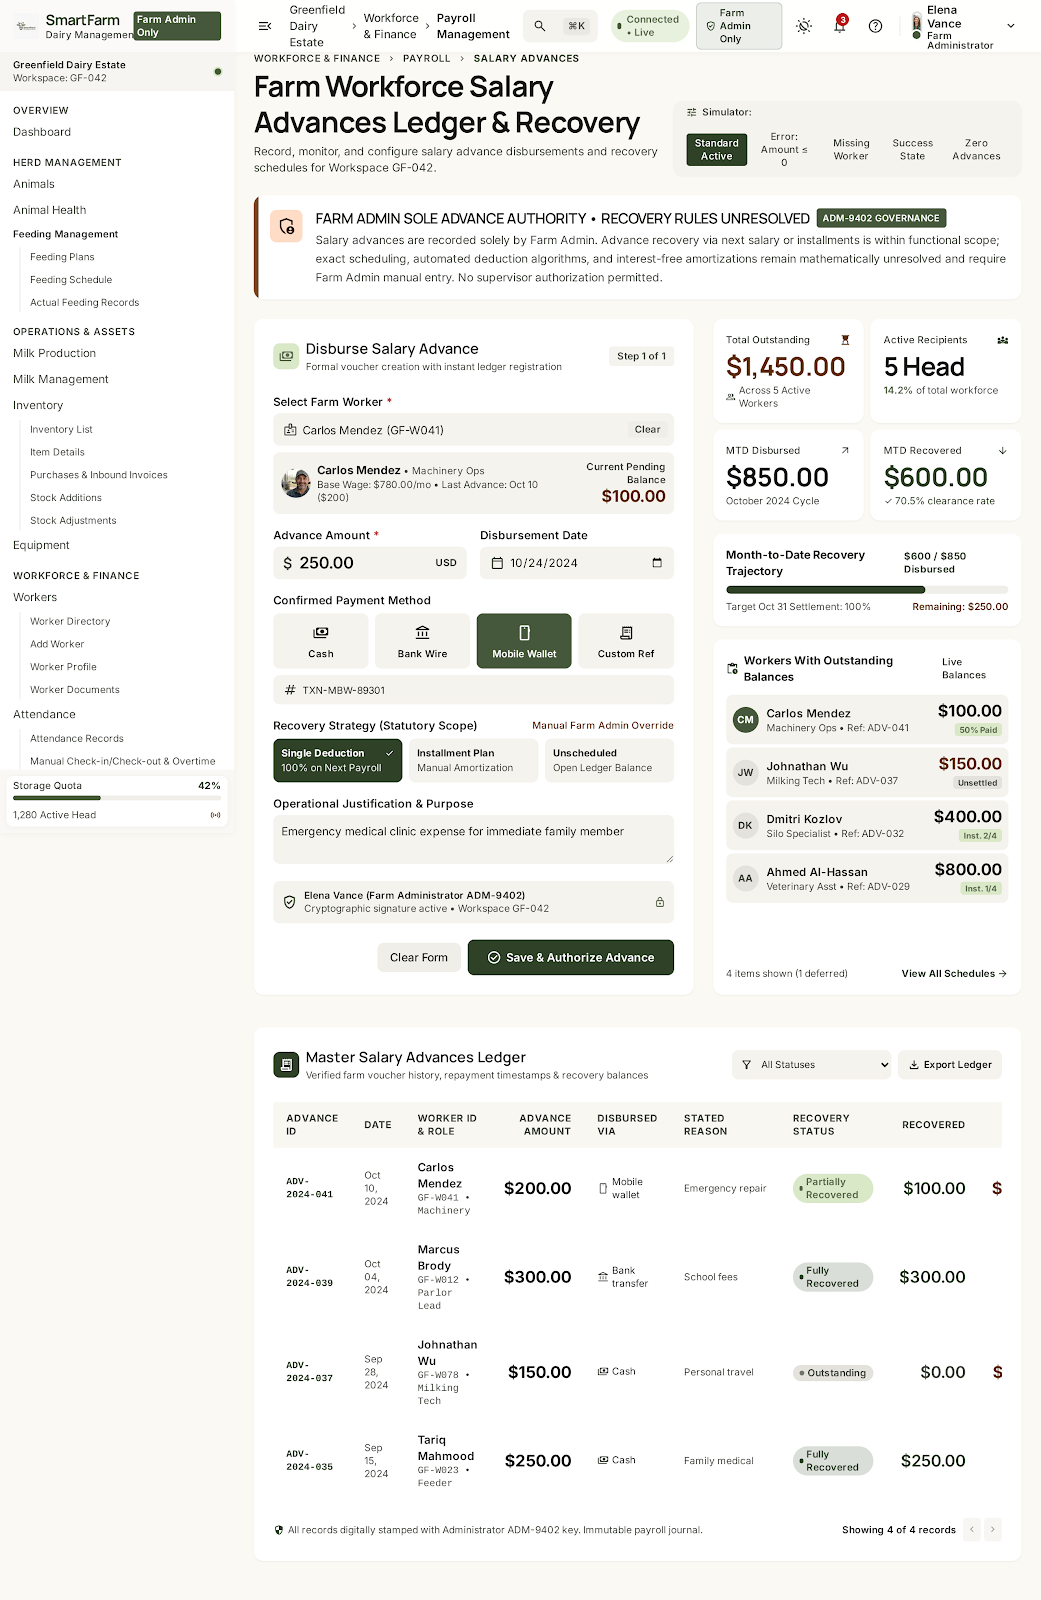 SmartFarm
Dairy Managemen
Farm Admin Only
Greenfield Dairy Estate
Workspace: GF-042
OVERVIEW
Dashboard
HERD MANAGEMENT
Animals
Animal Health
Feeding Management
Feeding Plans
Feeding Schedule
Actual Feeding Records
OPERATIONS & ASSETS
Milk Production
Milk Management
Inventory
Inventory List
Item Details
Purchases & Inbound Invoices
Stock Additions
Stock Adjustments
Equipment
WORKFORCE & FINANCE
Workers
Worker Directory
Add Worker
Worker Profile
Worker Documents
Attendance
Attendance Records
Manual Check-in/Check-out & Overtime
Storage Quota 42%
1,280 Active Head
Greenfield Dairy Estate › Workforce & Finance › Payroll Management
⌘K
Connected • Live
Farm Admin Only
3
Elena Vance
Farm Administrator
WORKFORCE & FINANCE › PAYROLL › SALARY ADVANCES
Farm Workforce Salary
Advances Ledger & Recovery
Record, monitor, and configure salary advance disbursements and recovery
schedules for Workspace GF-042.
Simulator:
Standard Active
Error: Amount ≤ 0
Missing Worker
Success State
Zero Advances
FARM ADMIN SOLE ADVANCE AUTHORITY • RECOVERY RULES UNRESOLVED ADM-9402 GOVERNANCE
Salary advances are recorded solely by Farm Admin. Advance recovery via next salary or installments is within functional scope;
exact scheduling, automated deduction algorithms, and interest-free amortizations remain mathematically unresolved and require
Farm Admin manual entry. No supervisor authorization permitted.
Disburse Salary Advance
Formal voucher creation with instant ledger registration
Step 1 of 1
Select Farm Worker *
Carlos Mendez (GF-W041) Clear
Carlos Mendez • Machinery Ops
Base Wage: $780.00/mo • Last Advance: Oct 10
($200)
Current Pending
Balance
$100.00
Advance Amount *
$ 250.00 USD
Disbursement Date
10/24/2024
Confirmed Payment Method
Cash
Bank Wire
Mobile Wallet
Custom Ref
# TXN-MBW-89301
Recovery Strategy (Statutory Scope) Manual Farm Admin Override
Single Deduction ✓
100% on Next Payroll
Installment Plan
Manual Amortization
Unscheduled
Open Ledger Balance
Operational Justification & Purpose
Emergency medical clinic expense for immediate family member
Elena Vance (Farm Administrator ADM-9402)
Cryptographic signature active • Workspace GF-042
Clear Form
Save & Authorize Advance
Total Outstanding
$1,450.00
Across 5 Active
Workers
Active Recipients
5 Head
14.2% of total workforce
MTD Disbursed
$850.00
October 2024 Cycle
MTD Recovered
$600.00
✓ 70.5% clearance rate
Month-to-Date Recovery
Trajectory
$600 / $850
Disbursed
Target Oct 31 Settlement: 100% Remaining: $250.00
Workers With Outstanding
Balances
Live
Balances
CM
Carlos Mendez
Machinery Ops • Ref: ADV-041
$100.00
50% Paid
JW
Johnathan Wu
Milking Tech • Ref: ADV-037
$150.00
Unsettled
DK
Dmitri Kozlov
Silo Specialist • Ref: ADV-032
$400.00
Inst. 2/4
AA
Ahmed Al-Hassan
Veterinary Asst • Ref: ADV-029
$800.00
Inst. 1/4
4 items shown (1 deferred) View All Schedules →
Master Salary Advances Ledger
Verified farm voucher history, repayment timestamps & recovery balances
All Statuses
Export Ledger
ADVANCE ID DATE WORKER ID & ROLE ADVANCE AMOUNT DISBURSED VIA STATED REASON RECOVERY STATUS RECOVERED
ADV-2024-041 Oct 10, 2024 Carlos Mendez GF-W041 • Machinery $200.00 Mobile wallet Emergency repair Partially Recovered $100.00 $
ADV-2024-039 Oct 04, 2024 Marcus Brody GF-W012 • Parlor Lead $300.00 Bank transfer School fees Fully Recovered $300.00
ADV-2024-037 Sep 28, 2024 Johnathan Wu GF-W078 • Milking Tech $150.00 Cash Personal travel Outstanding $0.00 $
ADV-2024-035 Sep 15, 2024 Tariq Mahmood GF-W023 • Feeder $250.00 Cash Family medical Fully Recovered $250.00
All records digitally stamped with Administrator ADM-9402 key. Immutable payroll journal.
Showing 4 of 4 records ‹ ›